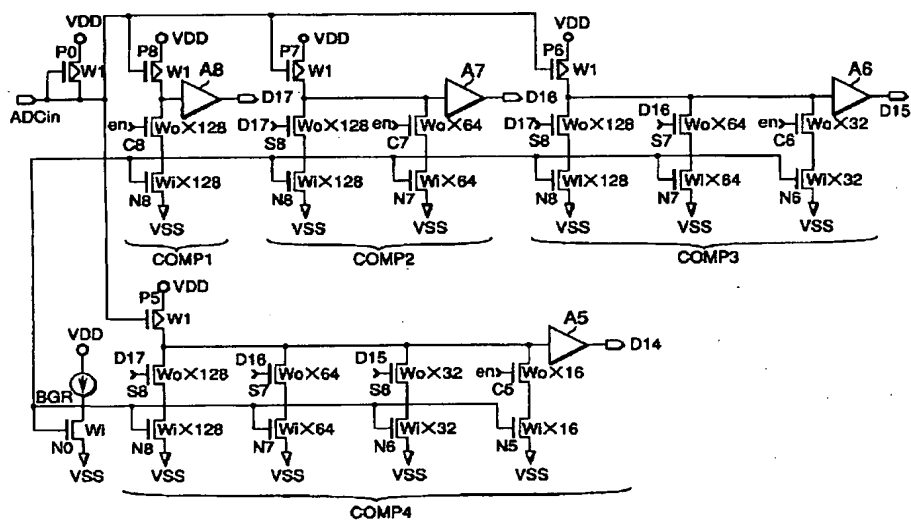 VDD VDD VDD VDD
P0 P8 P7 P6
W1 W1 W1 W1
A8 A7 A6
ADCin D17 D16 D15
en Wo×128 D17 Wo×128 en Wo×64 D17 Wo×128 D16 Wo×64 en Wo×32
C8 S8 C7 S8 S7 C6
Wi×128 Wi×128 Wi×64 Wi×128 Wi×64 Wi×32
N8 N8 N7 N8 N7 N6
VSS VSS VSS VSS VSS VSS
COMP1 COMP2 COMP3
P5 VDD
W1
A5
VDD D14
D17 Wo×128 D16 Wo×64 D15 Wo×32 en Wo×16
BGR S8 S7 S6 C5
Wi Wi×128 Wi×64 Wi×32 Wi×16
N0 N8 N7 N6 N5
VSS VSS VSS VSS VSS
COMP4